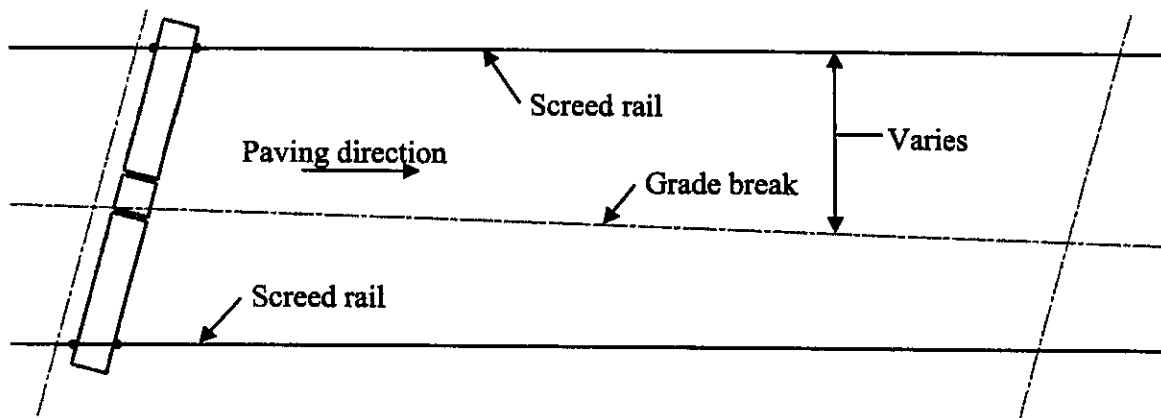 Screed rail
Varies
Paving direction
Grade break
Screed rail